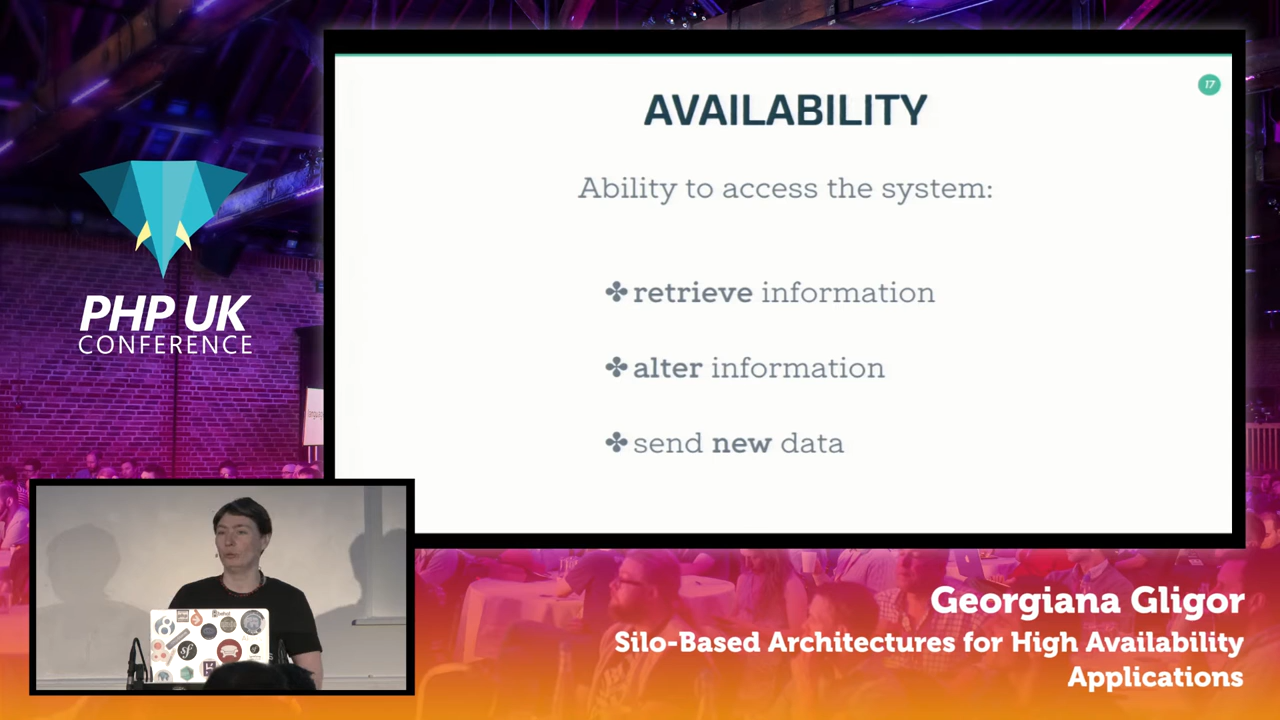 17
AVAILABILITY
Ability to access the system:
✤ retrieve information
✤ alter information
✤ send new data
PHP UK
CONFERENCE
sf
Georgiana Gligor
Silo-Based Architectures for High Availability
Applications